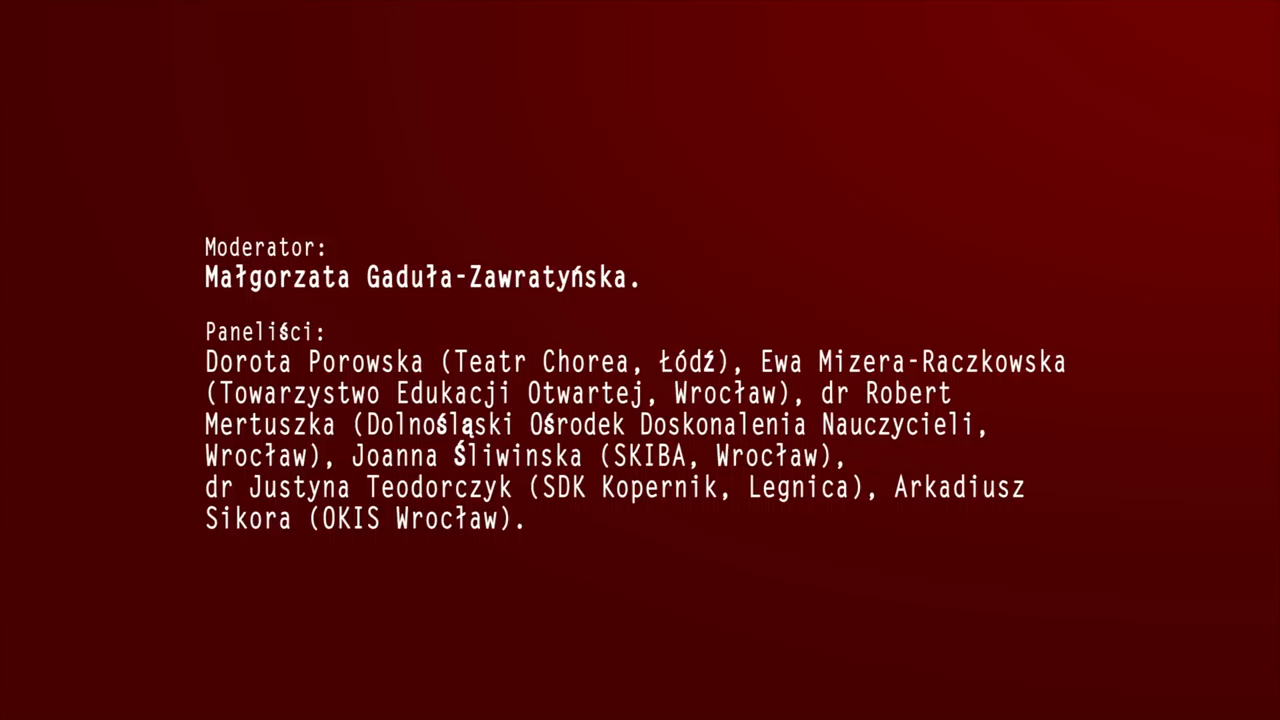 Moderator:
Małgorzata Gaduła-Zawratyńska.
Paneliści:
Dorota Porowska (Teatr Chorea, Łódź), Ewa Mizera-Raczkowska
(Towarzystwo Edukacji Otwartej, Wrocław), dr Robert
Mertuszka (Dolnośląski Ośrodek Doskonalenia Nauczycieli,
Wrocław), Joanna Śliwinska (SKIBA, Wrocław),
dr Justyna Teodorczyk (SDK Kopernik, Legnica), Arkadiusz
Sikora (OKIS Wrocław).